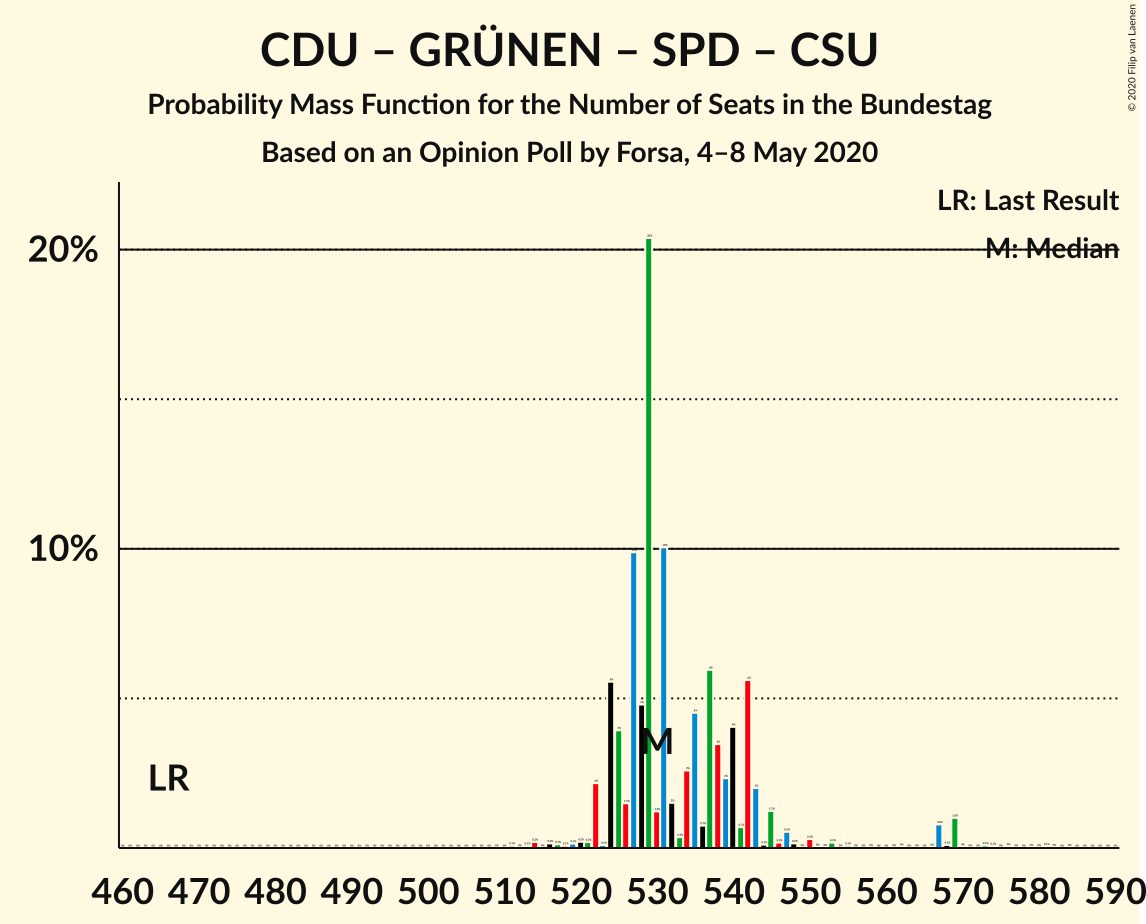 CDU – GRÜNEN – SPD – CSU
Probability Mass Function for the Number of Seats in the Bundestag
Based on an Opinion Poll by Forsa, 4–8 May 2020
© 2020 Filip van Laenen
LR: Last Result
M: Median
20%
10%
LR
M
460 470 480 490 500 510 520 530 540 550 560 570 580 590